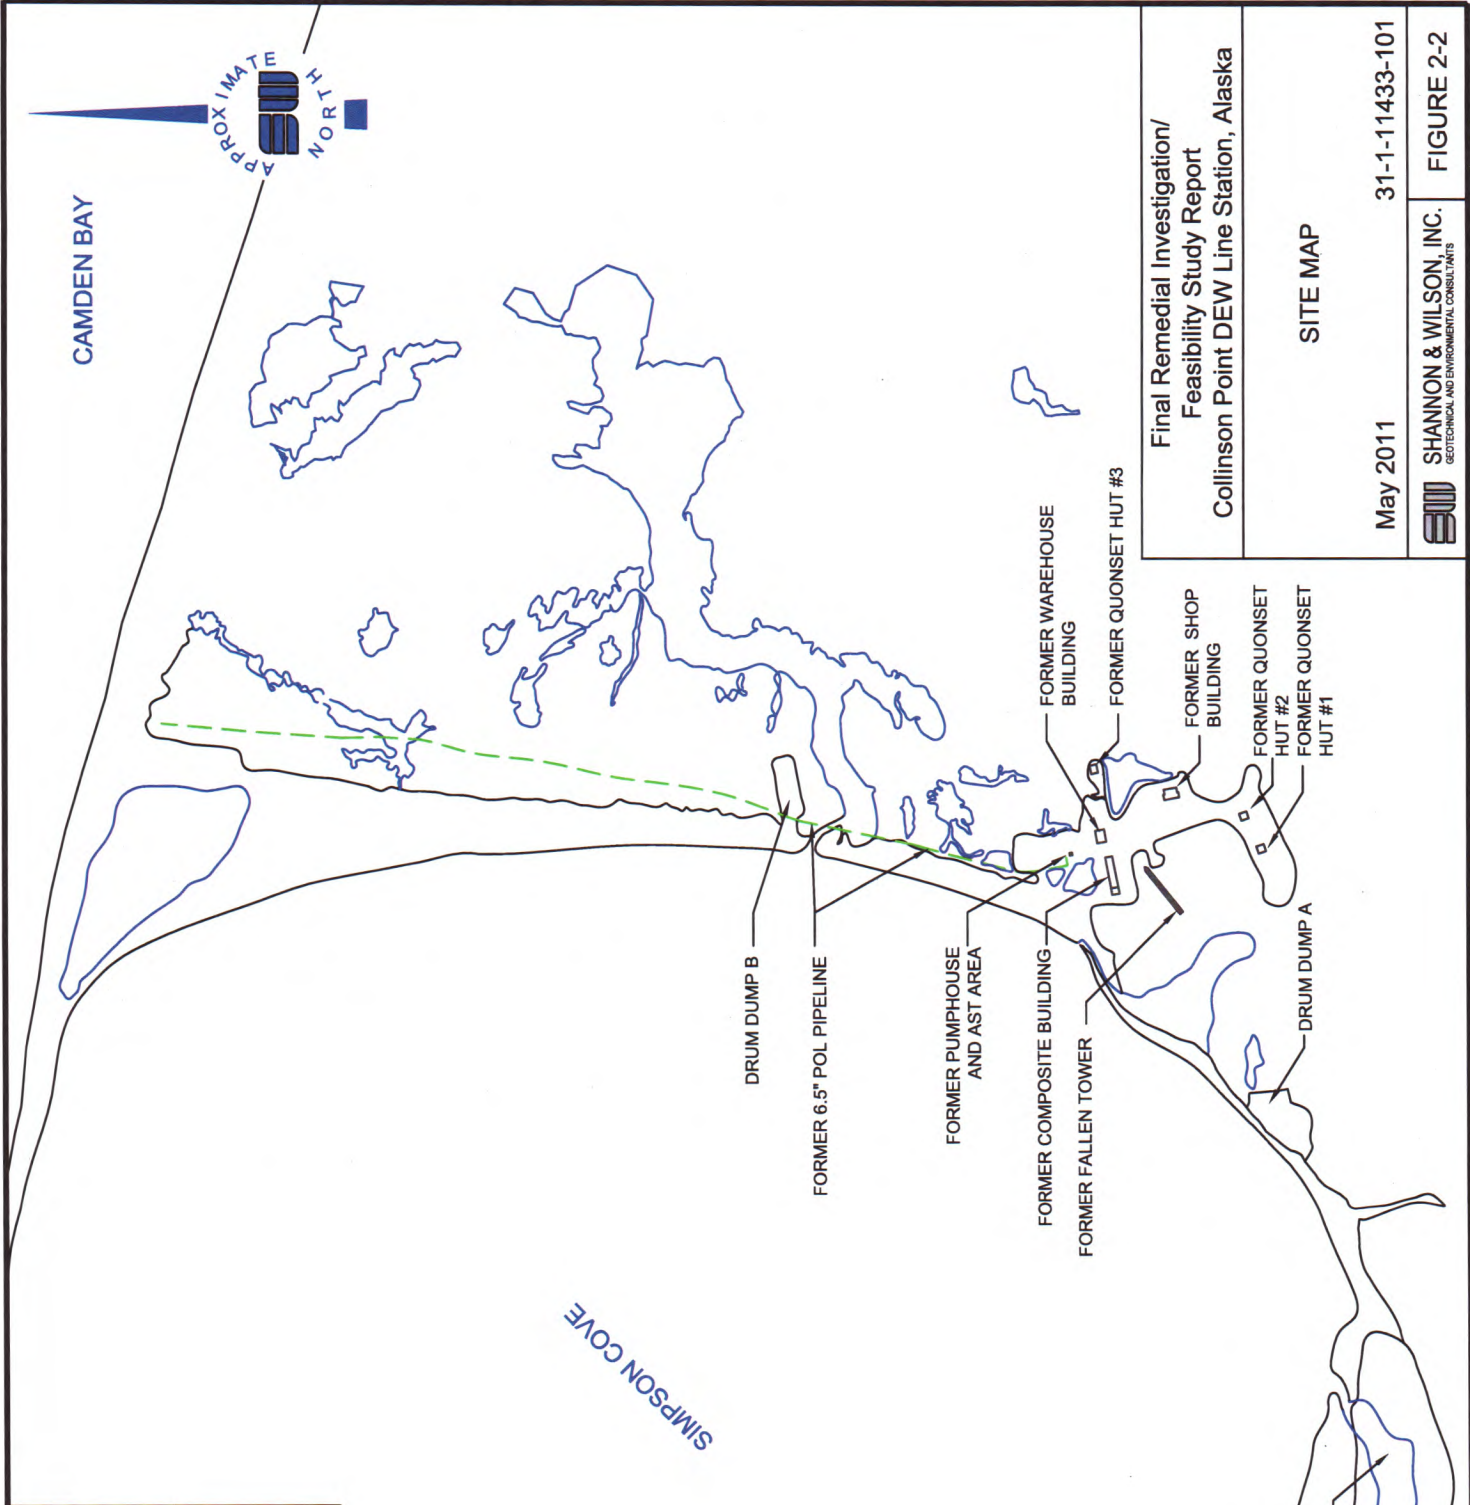 CAMDEN BAY
APPROXIMATE
NORTH
SIMPSON COVE
DRUM DUMP B
FORMER 6.5" POL PIPELINE
FORMER PUMPHOUSE
AND AST AREA
FORMER COMPOSITE BUILDING
FORMER FALLEN TOWER
DRUM DUMP A
FORMER WAREHOUSE
BUILDING
FORMER QUONSET HUT #3
FORMER SHOP
BUILDING
FORMER QUONSET
HUT #2
FORMER QUONSET
HUT #1
Final Remedial Investigation/
Feasibility Study Report
Collinson Point DEW Line Station, Alaska
SITE MAP
May 2011
31-1-11433-101
SHANNON & WILSON, INC.
GEOTECHNICAL AND ENVIRONMENTAL CONSULTANTS
FIGURE 2-2